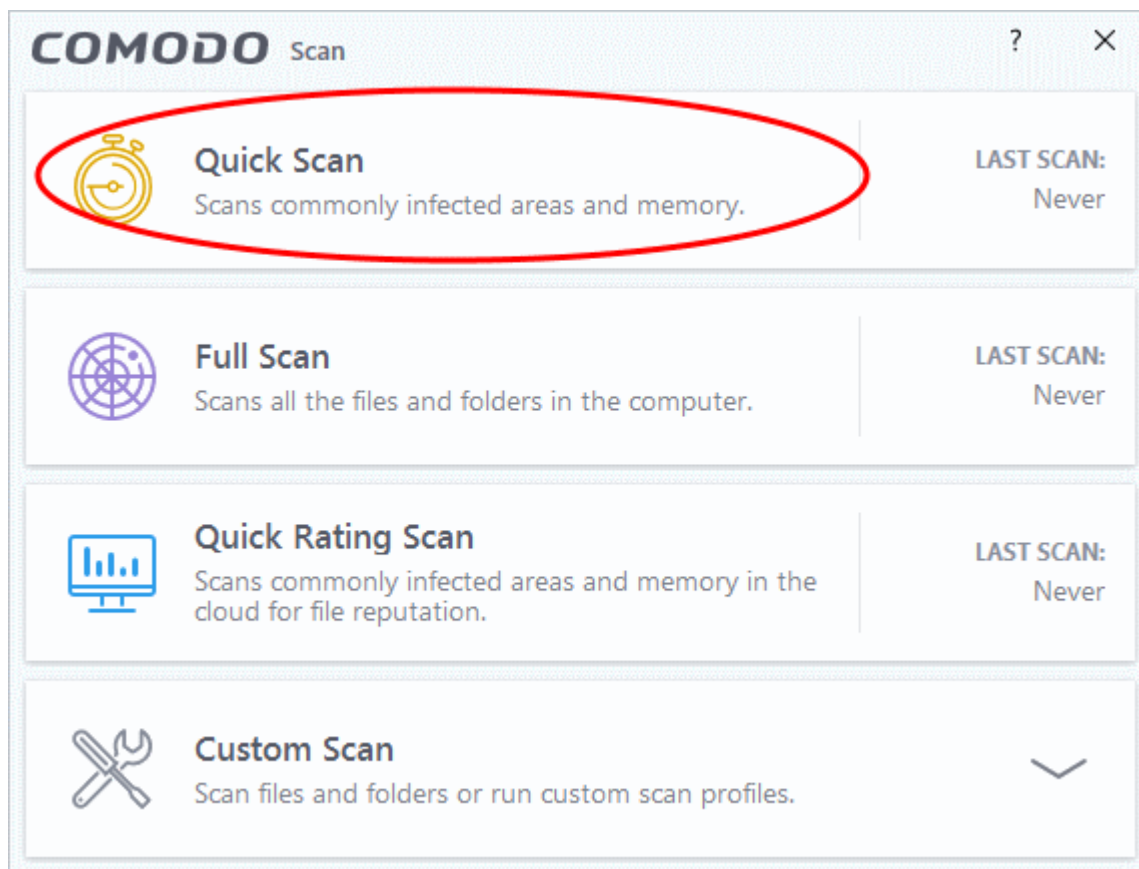 COMODO Scan ? X
Quick Scan
Scans commonly infected areas and memory.
LAST SCAN:
Never
Full Scan
Scans all the files and folders in the computer.
LAST SCAN:
Never
Quick Rating Scan
Scans commonly infected areas and memory in the
cloud for file reputation.
LAST SCAN:
Never
Custom Scan
Scan files and folders or run custom scan profiles.